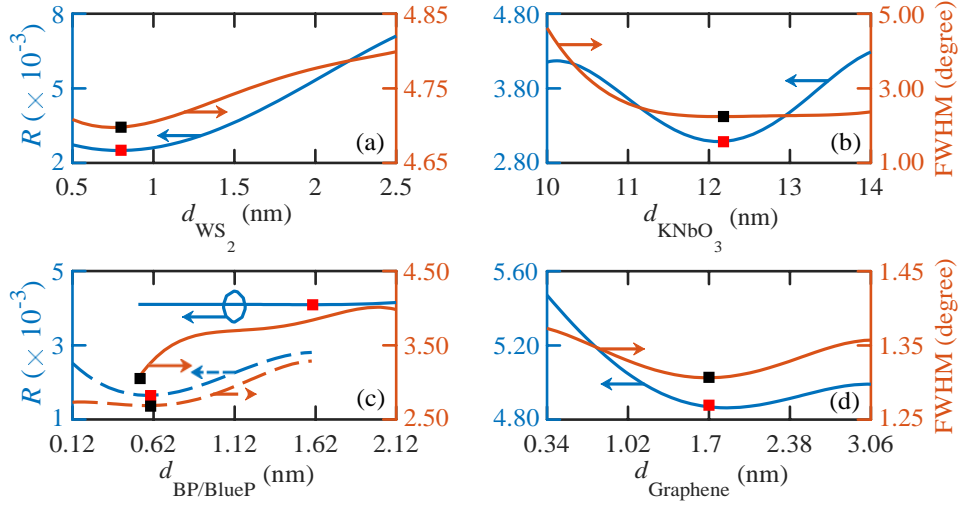 8
5
2
R (× 10⁻³)
4.85
4.75
4.65
(a)
0.5 1 1.5 2 2.5
d_WS₂ (nm)
4.80
3.80
2.80
5.00
3.00
1.00
FWHM (degree)
(b)
10 11 12 13 14
d_KNbO₃ (nm)
5
3
1
R (× 10⁻³)
4.50
3.50
2.50
(c)
0.12 0.62 1.12 1.62 2.12
d_BP/BlueP (nm)
5.60
5.20
4.80
1.45
1.35
1.25
FWHM (degree)
(d)
0.34 1.02 1.7 2.38 3.06
d_Graphene (nm)